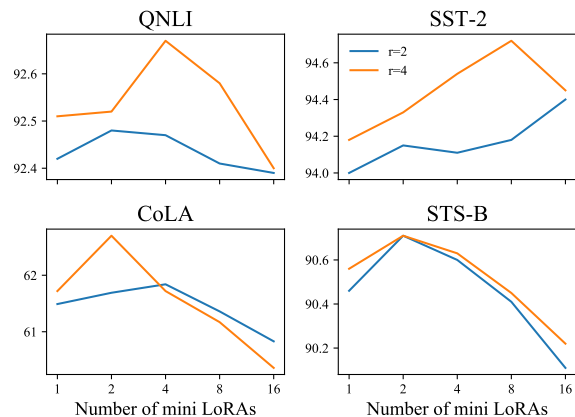 QNLI
92.6
92.5
92.4
SST-2
r=2
r=4
94.6
94.4
94.2
94.0
CoLA
62
61
1 2 4 8 16
Number of mini LoRAs
STS-B
90.6
90.4
90.2
1 2 4 8 16
Number of mini LoRAs